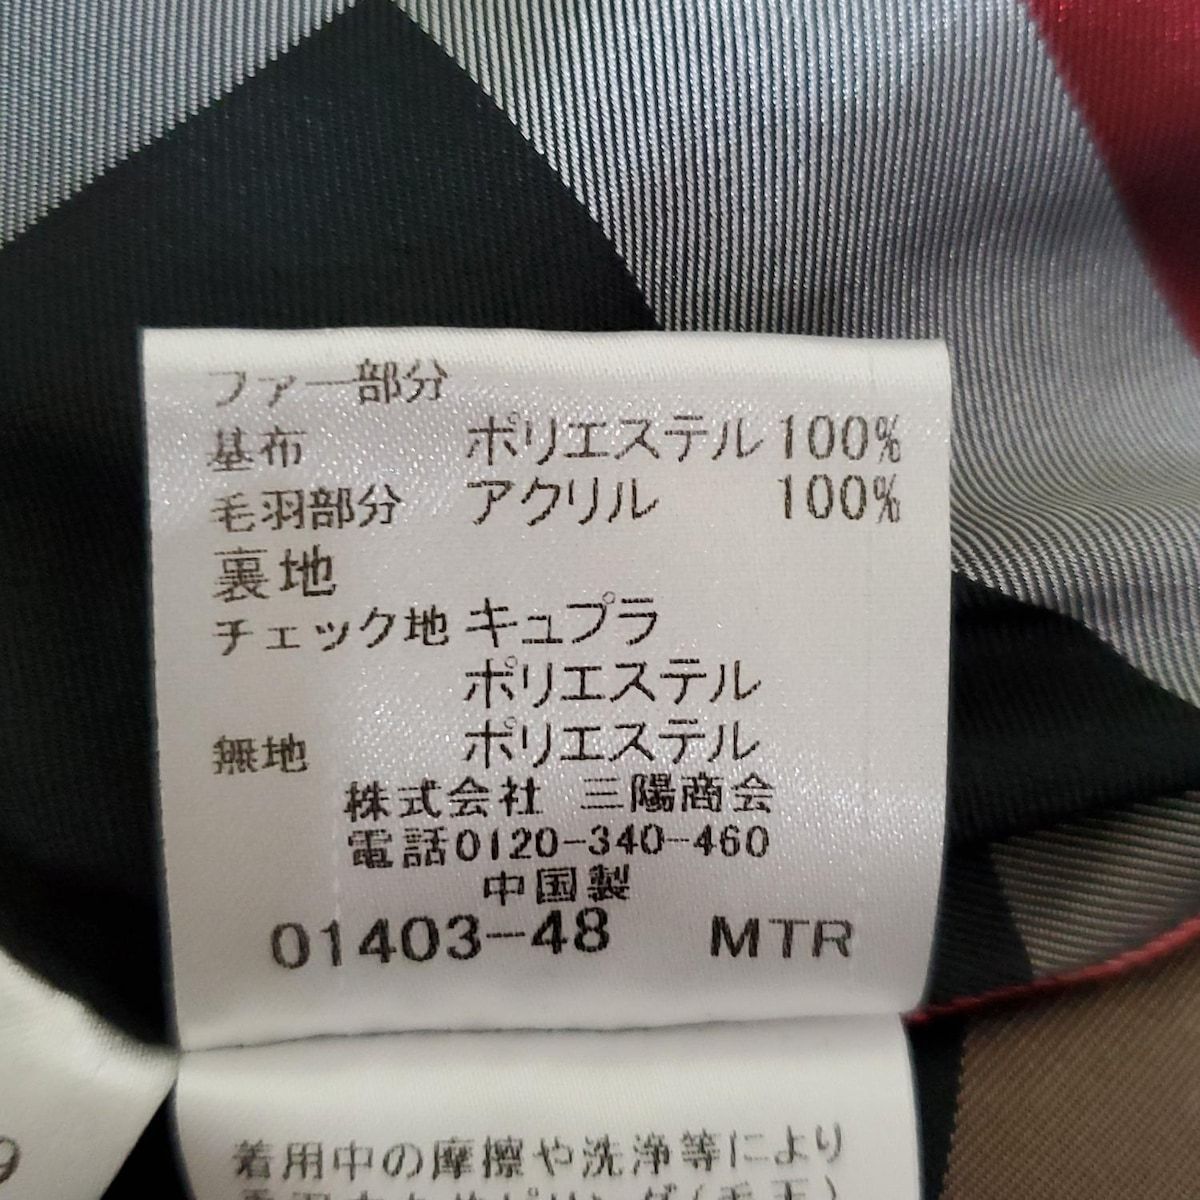 ファー部分
基布 ポリエステル 100%
毛羽部分 アクリル 100%
裏地
チェック地 キュプラ
ポリエステル
無地 ポリエステル
株式会社 三陽商会
電話0120-340-460
中国製
01403-48 MTR
9
着用中の摩擦や洗浄等により